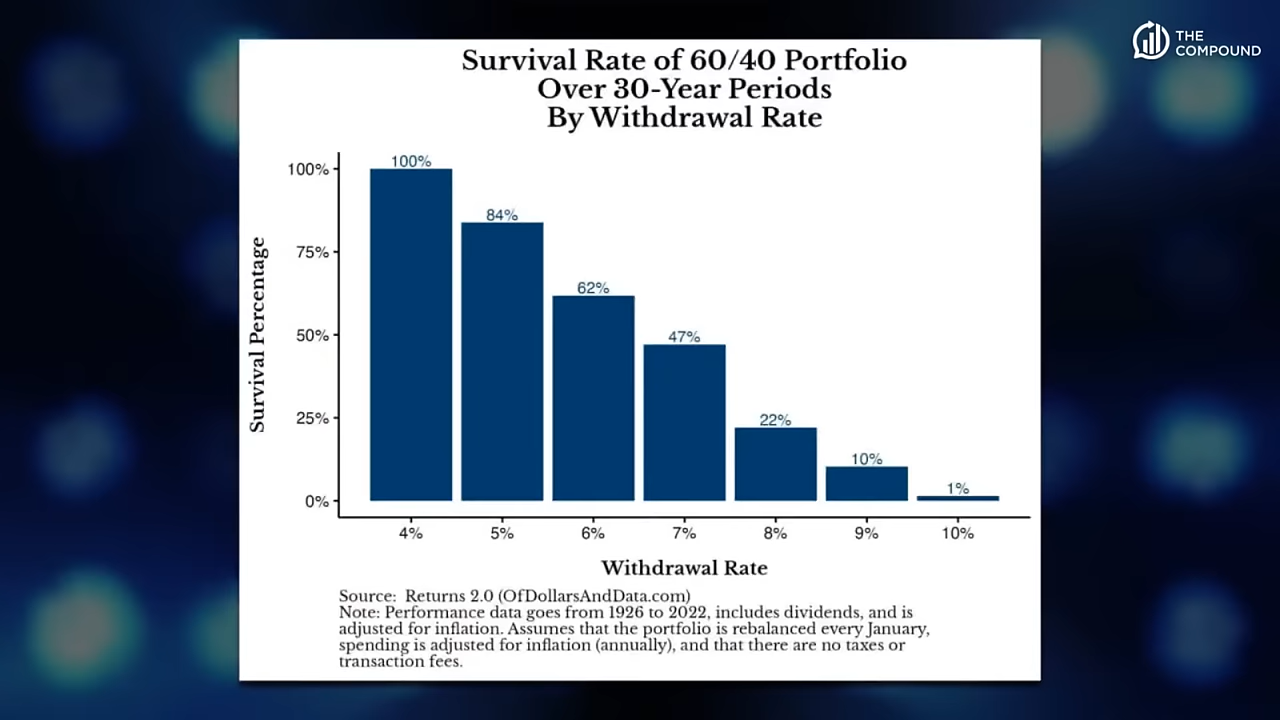 THE
COMPOUND
Survival Rate of 60/40 Portfolio
Over 30-Year Periods
By Withdrawal Rate
Survival Percentage
100%
75%
50%
25%
0%
100%
84%
62%
47%
22%
10%
1%
4%
5%
6%
7%
8%
9%
10%
Withdrawal Rate
Source: Returns 2.0 (OfDollarsAndData.com)
Note: Performance data goes from 1926 to 2022, includes dividends, and is
adjusted for inflation. Assumes that the portfolio is rebalanced every January,
spending is adjusted for inflation (annually), and that there are no taxes or
transaction fees.